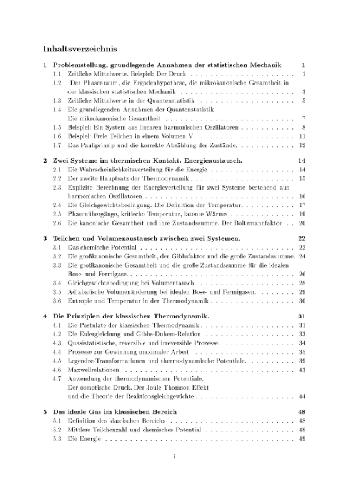 Inhaltsverzeichnis
1 Problemstellung, grundlegende Annahmen der statistischen Mechanik 1
1.1 Zeitliche Mittelwerte. Beispiel: Der Druck . . . . . . . . . . . . . . . . 1
1.2 Der Phasenraum, die Ergodenhypothese, die mikrokanonische Gesamtheit in
der klassischen statistischen Mechanik . . . . . . . . . . . . . . . . 3
1.3 Zeitliche Mittelwerte in der Quantenstatistik . . . . . . . . . . . . . . . . 5
1.4 Die grundlegenden Annahmen der Quantenstatistik
Die mikrokanonische Gesamtheit . . . . . . . . . . . . . . . . 7
1.5 Beispiel: Ein System aus linearen harmonischen Oszillatoren . . . . . . . . 8
1.6 Beispiel: Freie Teilchen in einem Volumen V . . . . . . . . . . . . . . . . 11
1.7 Das Pauliprinzip und die korrekte Abzählung der Zustände. . . . . . . . . 12
2 Zwei Systeme im thermischen Kontakt. Energieaustausch. 14
2.1 Die Wahrscheinlichkeitsverteilung für die Energie . . . . . . . . . . . . 14
2.2 Der zweite Hauptsatz der Thermodynamik . . . . . . . . . . . . . . . . 15
2.3 Explizite Berechnung der Energieverteilung für zwei Systeme bestehend aus
harmonischen Oszillatoren . . . . . . . . . . . . . . . . 16
2.4 Die Gleichgewichtsbedingung. Die Definition der Temperatur . . . . . . . . 17
2.5 Phasenübergänge, kritische Temperatur, latente Wärme . . . . . . . . . . 19
2.6 Die kanonische Gesamtheit und ihre Zustandssumme. Der Boltzmannfaktor . . 20
3 Teilchen und Volumenaustausch zwischen zwei Systemen. 22
3.1 Das chemische Potential . . . . . . . . . . . . . . . . 22
3.2 Die großkanonische Gesamtheit, der Gibbsfaktor und die große Zustandssumme 24
3.3 Die großkanonische Gesamtheit und die große Zustandssumme für die idealen
Bose- und Fermigase . . . . . . . . . . . . . . . . 26
3.4 Gleichgewichtsbedingung bei Volumentausch . . . . . . . . . . . . . . . . 28
3.5 Adiabatische Volumenänderung bei idealen Bose- und Fermigasen. . . . . . 29
3.6 Entropie und Temperatur in der Thermodynamik . . . . . . . . . . . . . . 30
4 Die Prinzipien der klassischen Thermodynamik. 31
4.1 Die Postulate der klassischen Thermodynamik . . . . . . . . . . . . . . 31
4.2 Die Eulergleichung und Gibbs-Duhem-Relation . . . . . . . . . . . . . . 33
4.3 Quasistatistische, reversible und irreversible Prozesse . . . . . . . . . . 34
4.4 Prozesse zur Gewinnung maximaler Arbeit . . . . . . . . . . . . . . . . 35
4.5 Legendre-Transformationen und thermodynamische Potentiale. . . . . . . . 39
4.6 Maxwellrelationen . . . . . . . . . . . . . . . . 43
4.7 Anwendung der thermodynamischen Potentiale.
Der osmotische Druck. Der Joule Thomson Effekt
und die Theorie der Reaktionsgleichgewichte . . . . . . . . . . . . . . . . 44
5 Das ideale Gas im klassischen Bereich 48
5.1 Definition des klassischen Bereichs . . . . . . . . . . . . . . . . 48
5.2 Mittlere Teilchenzahl und chemisches Potential . . . . . . . . . . . . . . 48
5.3 Die Energie . . . . . . . . . . . . . . . . 49
i